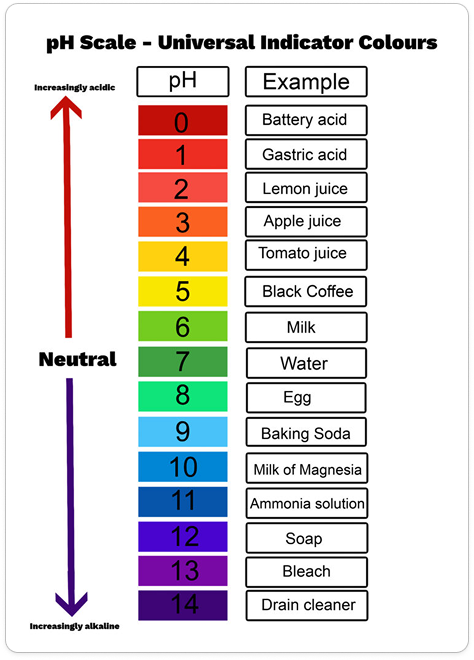 pH Scale - Universal Indicator Colours
Increasingly acidic
pH Example
0 Battery acid
1 Gastric acid
2 Lemon juice
3 Apple juice
4 Tomato juice
5 Black Coffee
6 Milk
Neutral
7 Water
8 Egg
9 Baking Soda
10 Milk of Magnesia
11 Ammonia solution
12 Soap
13 Bleach
14 Drain cleaner
Increasingly alkaline